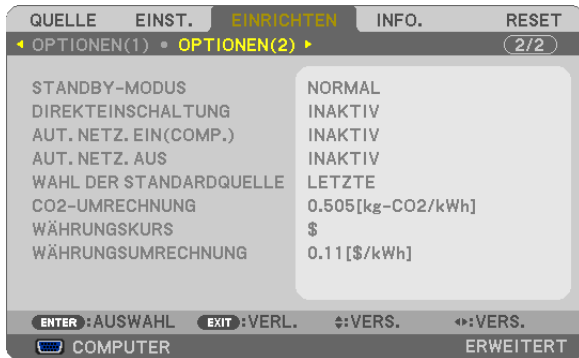 QUELLE EINST. EINRICHTEN INFO. RESET
◂ OPTIONEN(1) • OPTIONEN(2) ▸ 2/2
STANDBY-MODUS NORMAL
DIREKTEINSCHALTUNG INAKTIV
AUT. NETZ. EIN(COMP.) INAKTIV
AUT. NETZ. AUS INAKTIV
WAHL DER STANDARDQUELLE LETZTE
CO2-UMRECHNUNG 0.505[kg-CO2/kWh]
WÄHRUNGSKURS $
WÄHRUNGSUMRECHNUNG 0.11[$/kWh]
ENTER :AUSWAHL EXIT :VERL. ♦:VERS. ◂▸:VERS.
COMPUTER ERWEITERT